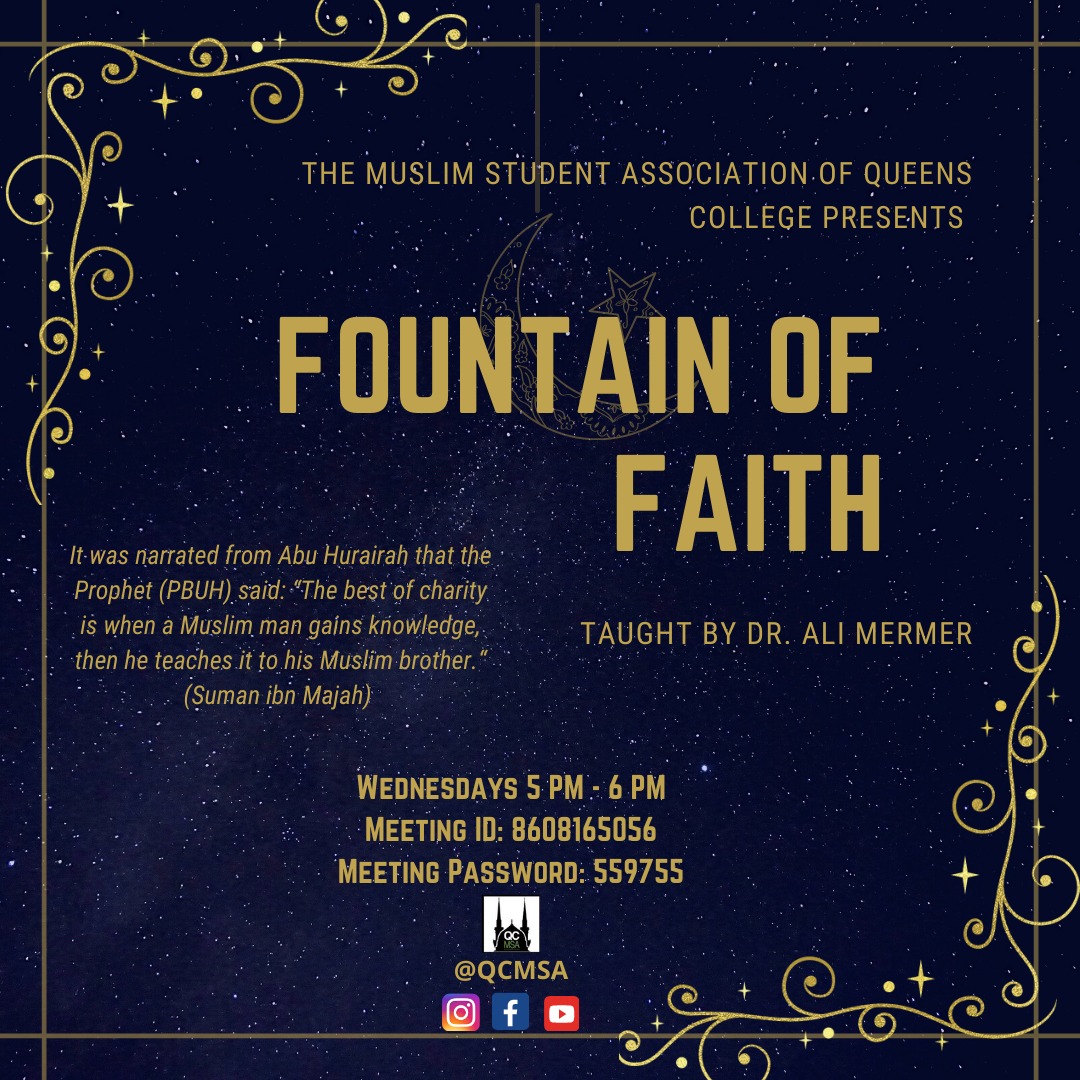 THE MUSLIM STUDENT ASSOCIATION OF QUEENS
COLLEGE PRESENTS
FOUNTAIN OF
FAITH
It was narrated from Abu Hurairah that the
Prophet (PBUH) said: “The best of charity
is when a Muslim man gains knowledge,
then he teaches it to his Muslim brother.“
(Suman ibn Majah)
TAUGHT BY DR. ALI MERMER
Wednesdays 5 PM - 6 PM
Meeting ID: 8608165056
Meeting Password: 559755
QC
MSA
@QCMSA